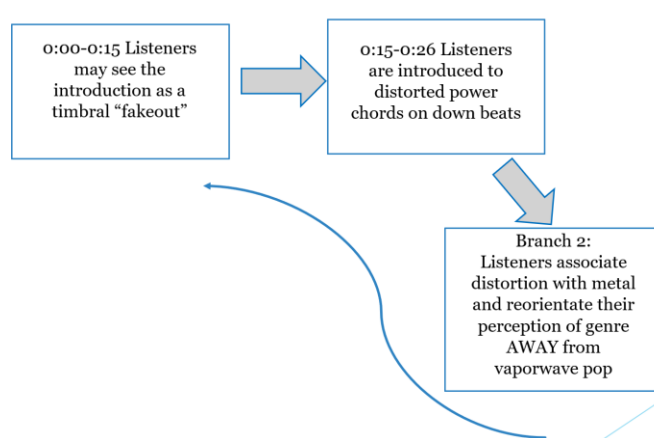 0:00-0:15 Listeners
may see the
introduction as a
timbral “fakeout”
0:15-0:26 Listeners
are introduced to
distorted power
chords on down beats
Branch 2:
Listeners associate
distortion with metal
and reorientate their
perception of genre
AWAY from
vaporwave pop